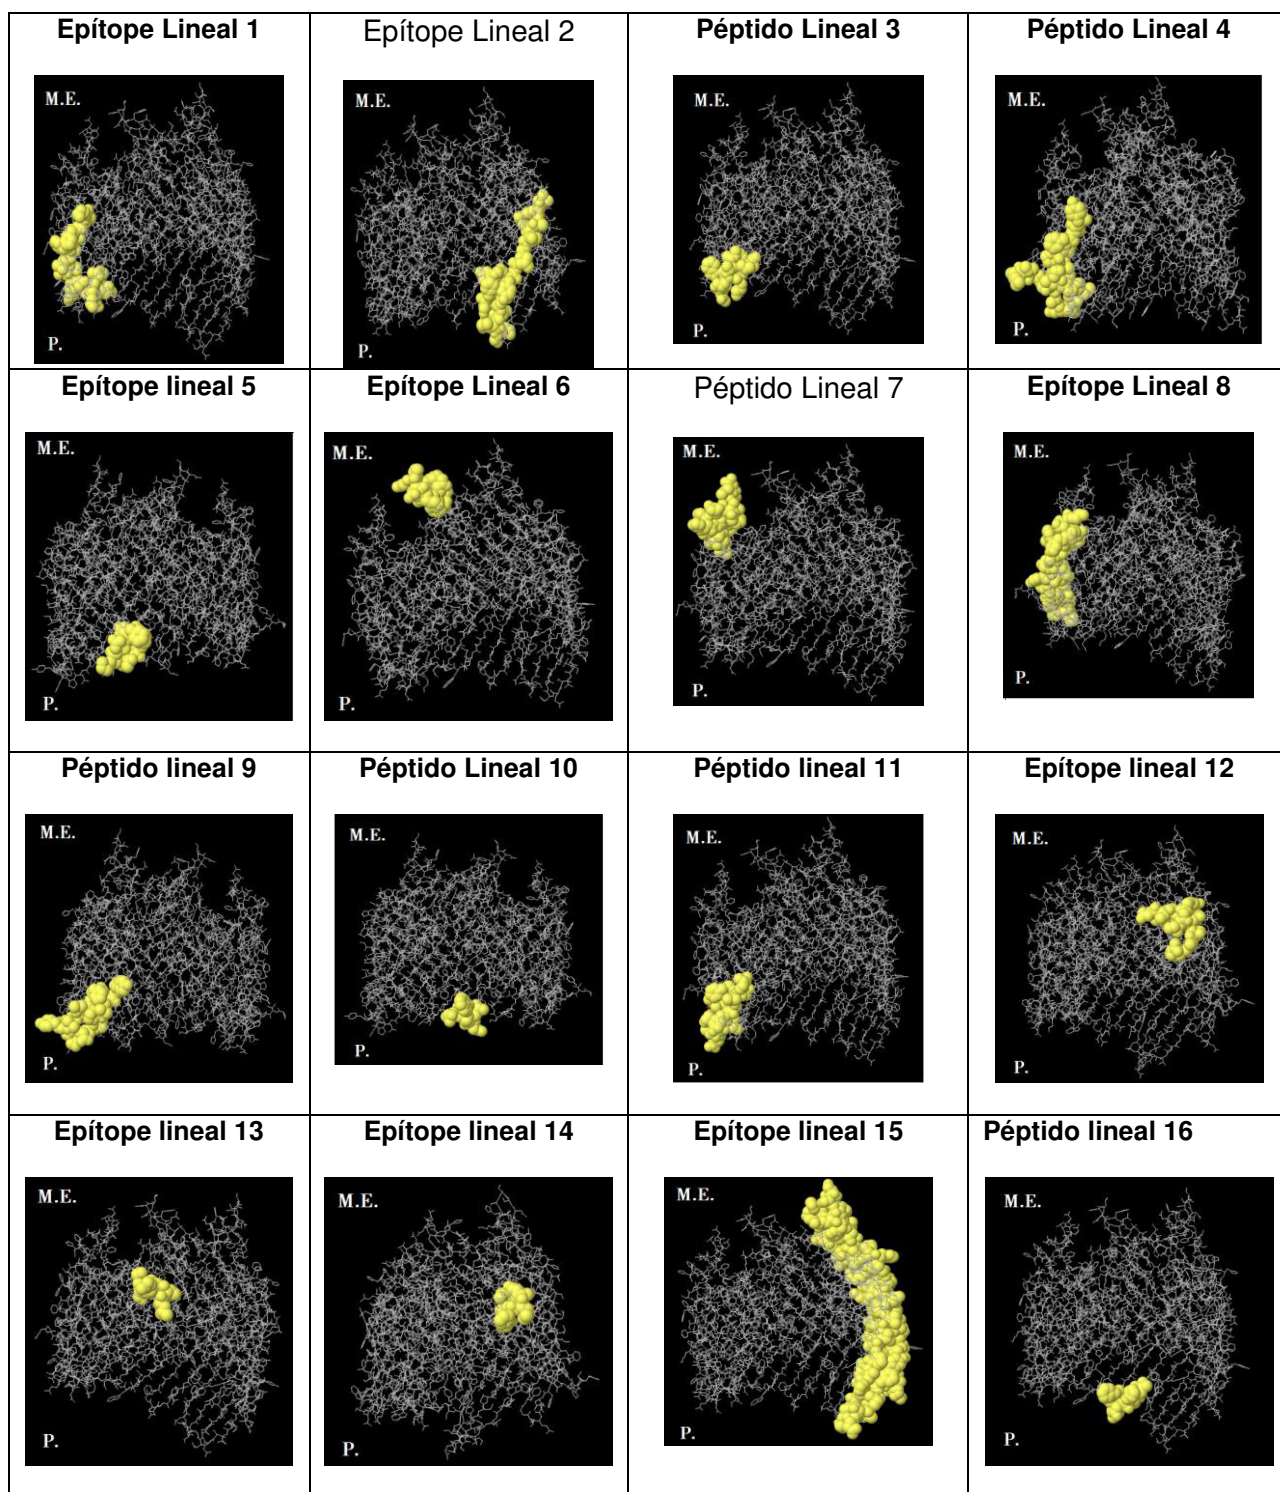 Epítope Lineal 1
Epítope Lineal 2
Péptido Lineal 3
Péptido Lineal 4
M.E.
M.E.
M.E.
M.E.
P.
P.
P.
P.
Epítope lineal 5
Epítope Lineal 6
Péptido Lineal 7
Epítope Lineal 8
M.E.
M.E.
M.E.
M.E.
P.
P.
P.
P.
Péptido lineal 9
Péptido Lineal 10
Péptido lineal 11
Epítope lineal 12
M.E.
M.E.
M.E.
M.E.
P.
P.
P.
P.
Epítope lineal 13
Epítope lineal 14
Epítope lineal 15
Péptido lineal 16
M.E.
M.E.
M.E.
M.E.
P.
P.
P.
P.